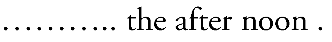 ……….. the after noon .